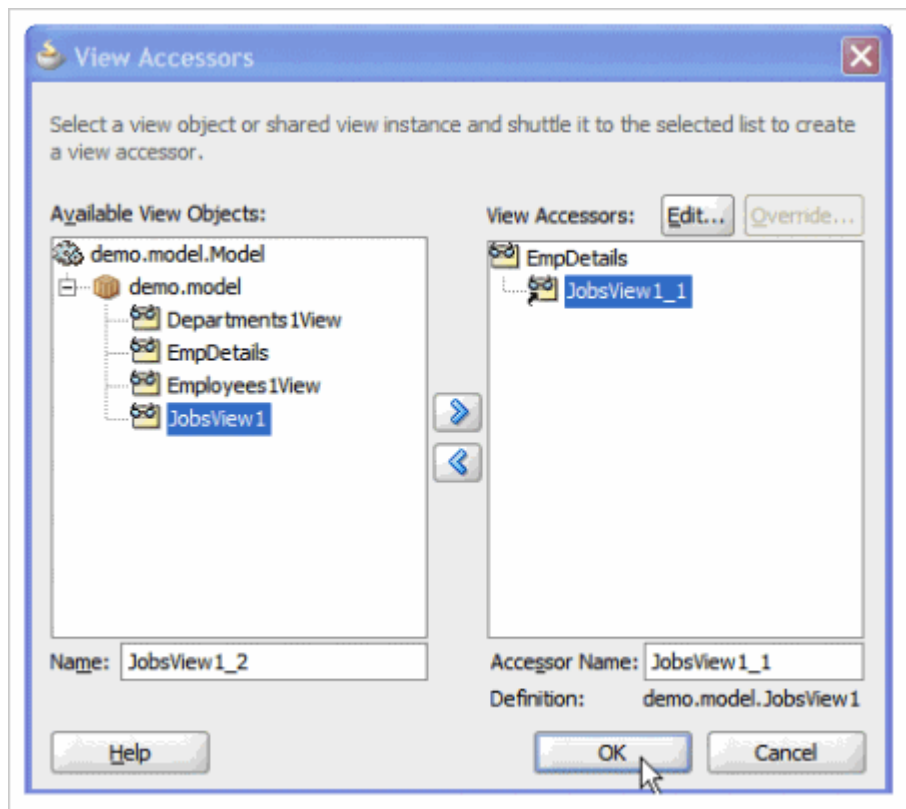 View Accessors
Select a view object or shared view instance and shuttle it to the selected list to create
a view accessor.
Available View Objects:
demo.model.Model
demo.model
Departments1View
EmpDetails
Employees1View
JobsView1
Name: JobsView1_2
View Accessors: Edit... Override...
EmpDetails
JobsView1_1
Accessor Name: JobsView1_1
Definition: demo.model.JobsView1
Help OK Cancel